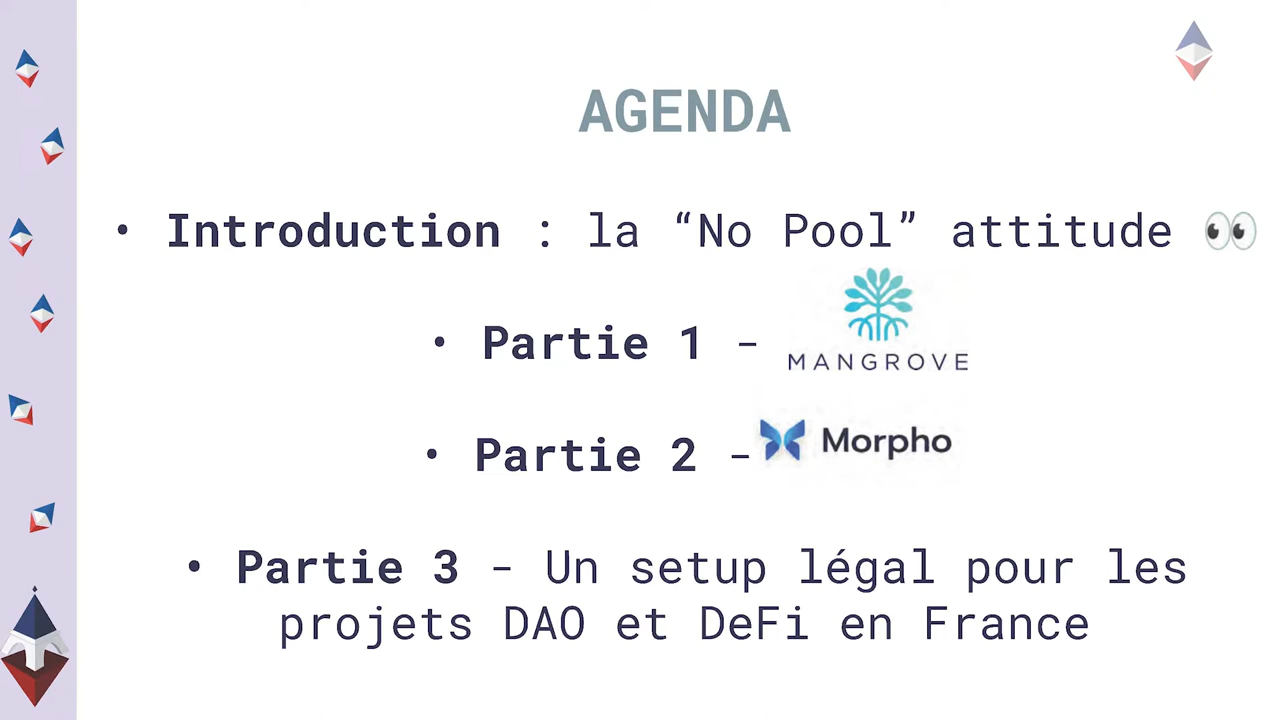 AGENDA
• Introduction : la “No Pool” attitude 👀
• Partie 1 - MANGROVE
• Partie 2 - Morpho
• Partie 3 - Un setup légal pour les
projets DAO et DeFi en France